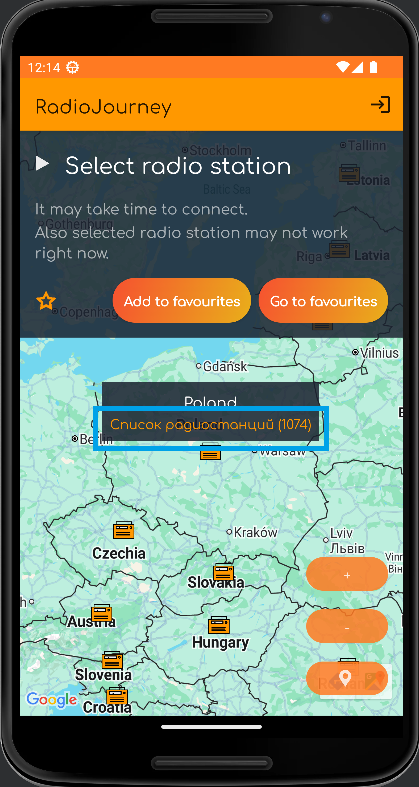 12:14
RadioJourney
Stockholm
Tallinn
Select radio station
Estonia
Baltic Sea
It may take time to connect.
Gothenburg
Also selected radio station may not work
right now.
Riga
Latvia
Add to favourites
Go to favourites
Vilnius
Gdańsk
Poland
Список радиостанций (1074)
Warsaw
Kraków
Lviv
Львів
Czechia
Slovakia
+
Austria
Hungary
-
Slovenia
Croatia
Google